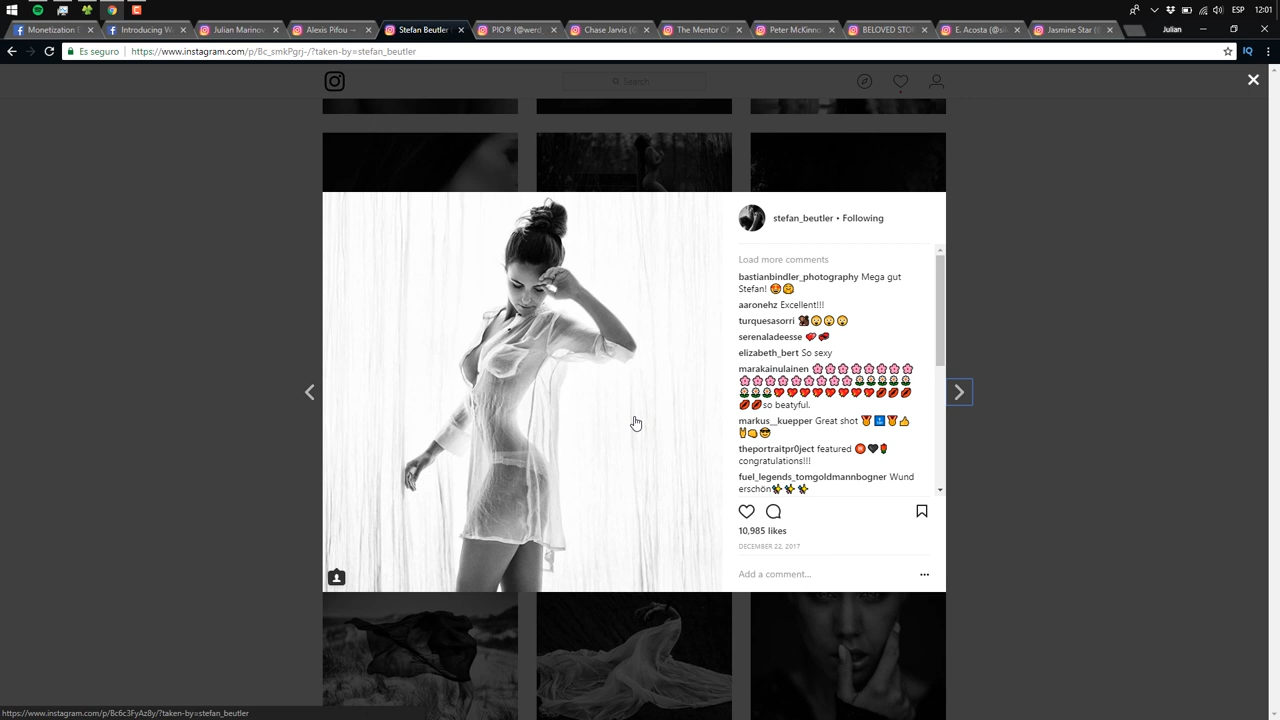 ESP 12:01
Monetization E
Introducing W
Julian Marinov
Alexis Pifou →
Stefan Beutler (
PIO® (@werd_
Chase Jarvis (@
The Mentor Of
Peter McKinno
BELOVED STO
E. Acosta (@si
Jasmine Star (@
Julian
Es seguro | https://www.instagram.com/p/Bc_smkPgrj-/?taken-by=stefan_beutler
Search
stefan_beutler • Following
Load more comments
bastianbindler_photography Mega gut
Stefan! 😍🤗
aaronehz Excellent!!!
turquesasorri
serenaladeesse
elizabeth_bert So sexy
marakainulainen
so beatyful.
markus__kuepper Great shot
theportraitpr0ject featured
congratulations!!!
fuel_legends_tomgoldmannbogner Wund
erschön✨✨✨
10,985 likes
DECEMBER 22, 2017
Add a comment...
https://www.instagram.com/p/Bc6c3FyAz8y/?taken-by=stefan_beutler